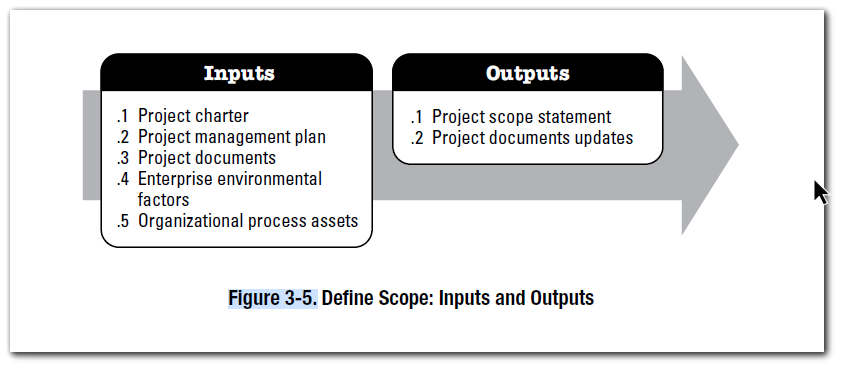 Inputs
.1 Project charter
.2 Project management plan
.3 Project documents
.4 Enterprise environmental
factors
.5 Organizational process assets
Outputs
.1 Project scope statement
.2 Project documents updates
Figure 3-5. Define Scope: Inputs and Outputs